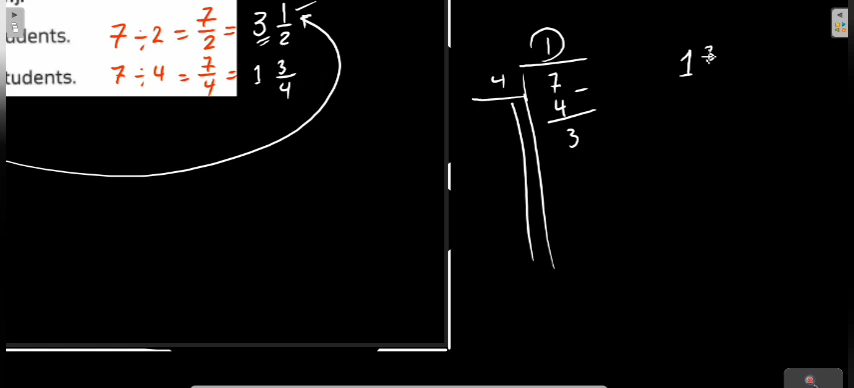 udents. 7 ÷ 2 = 7/2 = 3 1/2
tudents. 7 ÷ 4 = 7/4 = 1 3/4
1
4 7 -
4
3
1 3